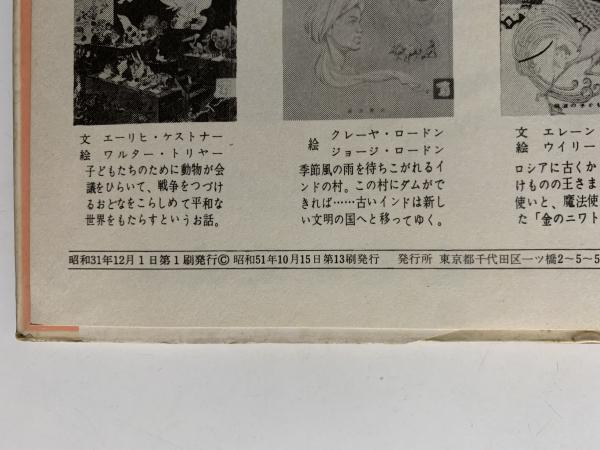 文 エーリヒ・ケストナー
絵 ワルター・トリヤー
子どもたちのために動物が会
議をひらいて、戦争をつづけ
るおとなをこらしめて平和な
世界をもたらすというお話。
絵 クレーヤ・ロードン
ジョージ・ロードン
季節風の雨を待ちこがれるイ
ンドの村。この村にダムがで
きれば……古いインドは新し
い文明の国へと移ってゆく。
文 エレーン
絵 ウイリー
ロシアに古くか
けものの王さま
使いと、魔法使
た「金のニワト
昭和31年12月1日第1刷発行© 昭和51年10月15日第13刷発行 発行所 東京都千代田区一ツ橋2~5~5